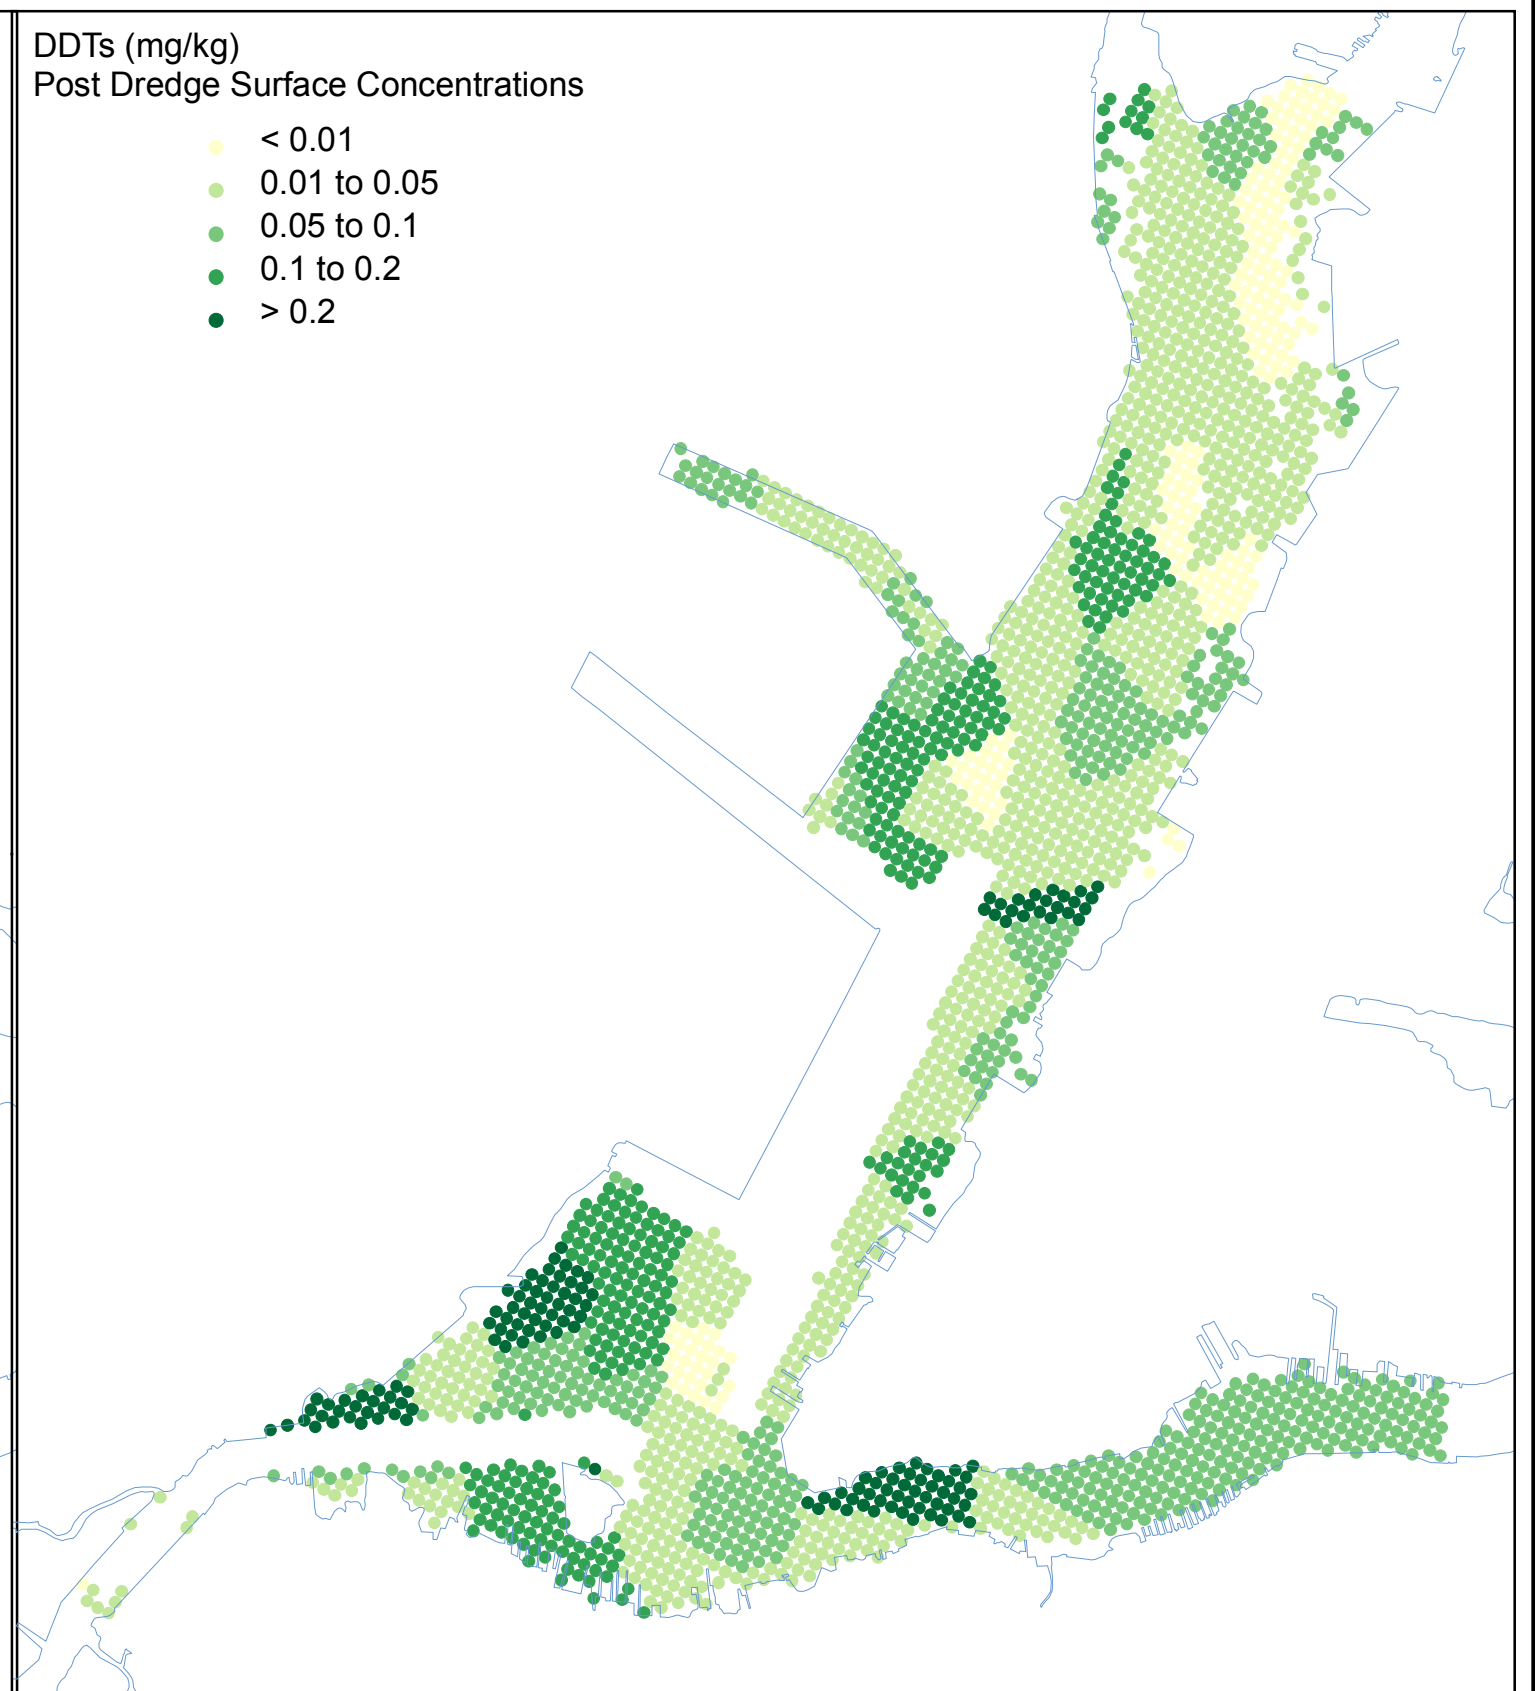 DDTs (mg/kg)
Post Dredge Surface Concentrations
< 0.01
0.01 to 0.05
0.05 to 0.1
0.1 to 0.2
> 0.2